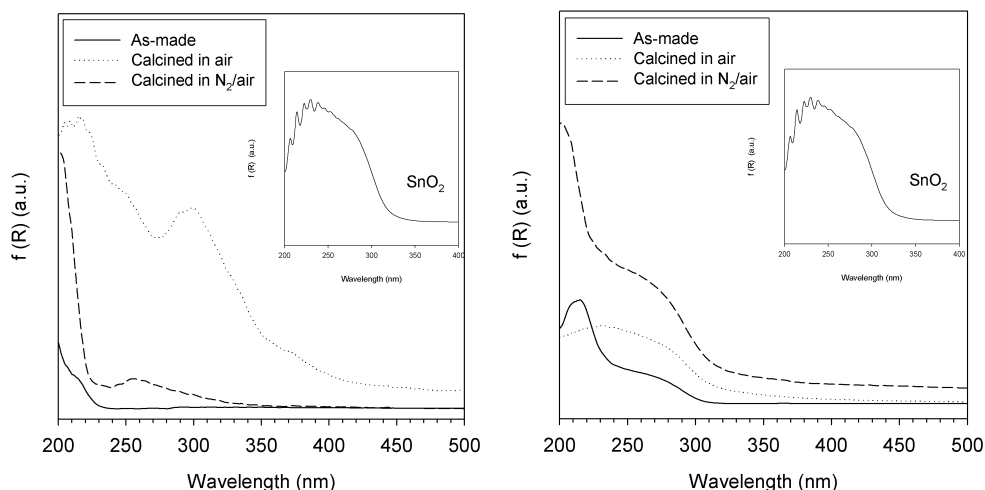 As-made
Calcined in air
Calcined in N2/air
f (R) (a.u.)
SnO2
f (R) (a.u.)
200 250 300 350 400
Wavelength (nm)
200 250 300 350 400 450 500
Wavelength (nm)
As-made
Calcined in air
Calcined in N2/air
f (R) (a.u.)
SnO2
f (R) (a.u.)
200 250 300 350 400
Wavelength (nm)
200 250 300 350 400 450 500
Wavelength (nm)